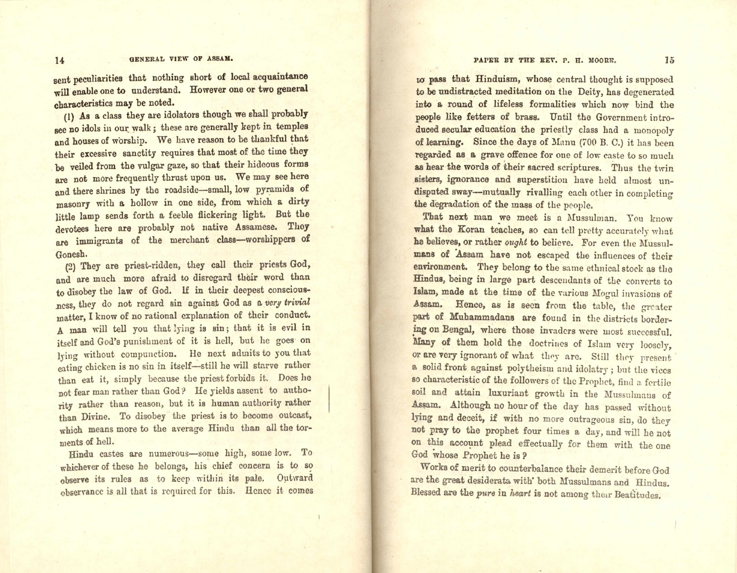 14 GENERAL VIEW OF ASSAM.
sent peculiarities that nothing short of local acquaintance
will enable one to understand. However one or two general
characteristics may be noted.
(1) As a class they are idolators though we shall probably
see no idols in our walk; these are generally kept in temples
and houses of worship. We have reason to be thankful that
their excessive sanctity requires that most of the time they
be veiled from the vulgar gaze, so that their hideous forms
are not more frequently thrust upon us. We may see here
and there shrines by the roadside—small, low pyramids of
masonry with a hollow in one side, from which a dirty
little lamp sends forth a feeble flickering light. But the
devotees here are probably not native Assamese. They
are immigrants of the merchant class—worshippers of
Gonesh.
(2) They are priest-ridden, they call their priests God,
and are much more afraid to disregard their word than
to disobey the law of God. If in their deepest conscious-
ness, they do not regard sin against God as a very trivial
matter, I know of no rational explanation of their conduct.
A man will tell you that lying is sin; that it is evil in
itself and God's punishment of it is hell, but he goes on
lying without compunction. He next admits to you that
eating chicken is no sin in itself—still he will starve rather
than eat it, simply because the priest forbids it. Does he
not fear man rather than God? He yields assent to autho-
rity rather than reason, but it is human authority rather
than Divine. To disobey the priest is to become outcast,
which means more to the average Hindu than all the tor-
ments of hell.
Hindu castes are numerous—some high, some low. To
whichever of these he belongs, his chief concern is to so
observe its rules as to keep within its pale. Outward
observance is all that is required for this. Hence it comes
PAPER BY THE REV. P. H. MOORE. 15
to pass that Hinduism, whose central thought is supposed
to be undistracted meditation on the Deity, has degenerated
into a round of lifeless formalities which now bind the
people like fetters of brass. Until the Government intro-
duced secular education the priestly class had a monopoly
of learning. Since the days of Manu (700 B. C.) it has been
regarded as a grave offence for one of low caste to so much
as hear the words of their sacred scriptures. Thus the twin
sisters, ignorance and superstition have held almost un-
disputed sway—mutually rivalling each other in completing
the degradation of the mass of the people.
That next man we meet is a Mussulman. You know
what the Koran teaches, so can tell pretty accurately what
he believes, or rather ought to believe. For even the Mussul-
mans of Assam have not escaped the influences of their
environment. They belong to the same ethnical stock as the
Hindus, being in large part descendants of the converts to
Islam, made at the time of the various Mogul invasions of
Assam. Hence, as is seen from the table, the greater
part of Muhammadans are found in the districts border-
ing on Bengal, where those invaders were most successful.
Many of them hold the doctrines of Islam very loosely,
or are very ignorant of what they are. Still they present
a solid front against polytheism and idolatry; but the vices
so characteristic of the followers of the Prophet, find a fertile
soil and attain luxuriant growth in the Mussulmans of
Assam. Although no hour of the day has passed without
lying and deceit, if with no more outrageous sin, do they
not pray to the prophet four times a day, and will he not
on this account plead effectually for them with the one
God whose Prophet he is?
Works of merit to counterbalance their demerit before God
are the great desiderata with both Mussulmans and Hindus.
Blessed are the pure in heart is not among their Beatitudes.